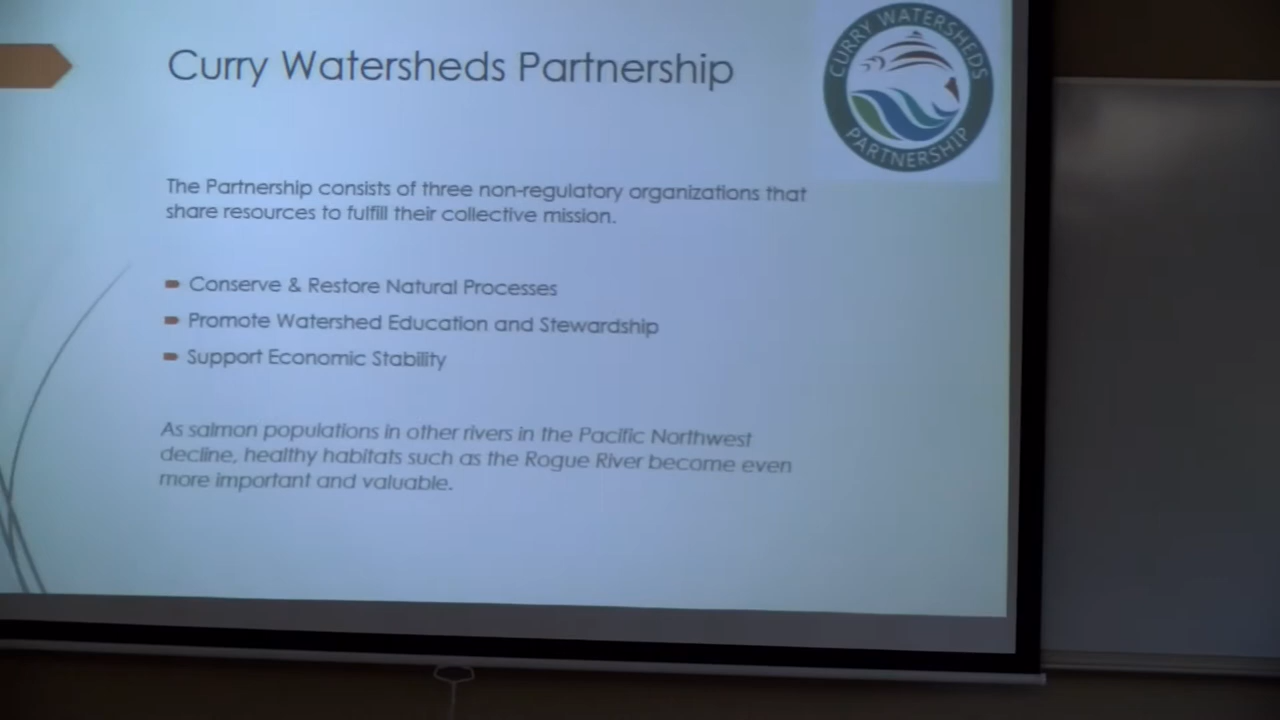 Curry Watersheds Partnership
CURRY WATERSHEDS
PARTNERSHIP
The Partnership consists of three non-regulatory organizations that
share resources to fulfill their collective mission.
Conserve & Restore Natural Processes
Promote Watershed Education and Stewardship
Support Economic Stability
As salmon populations in other rivers in the Pacific Northwest
decline, healthy habitats such as the Rogue River become even
more important and valuable.